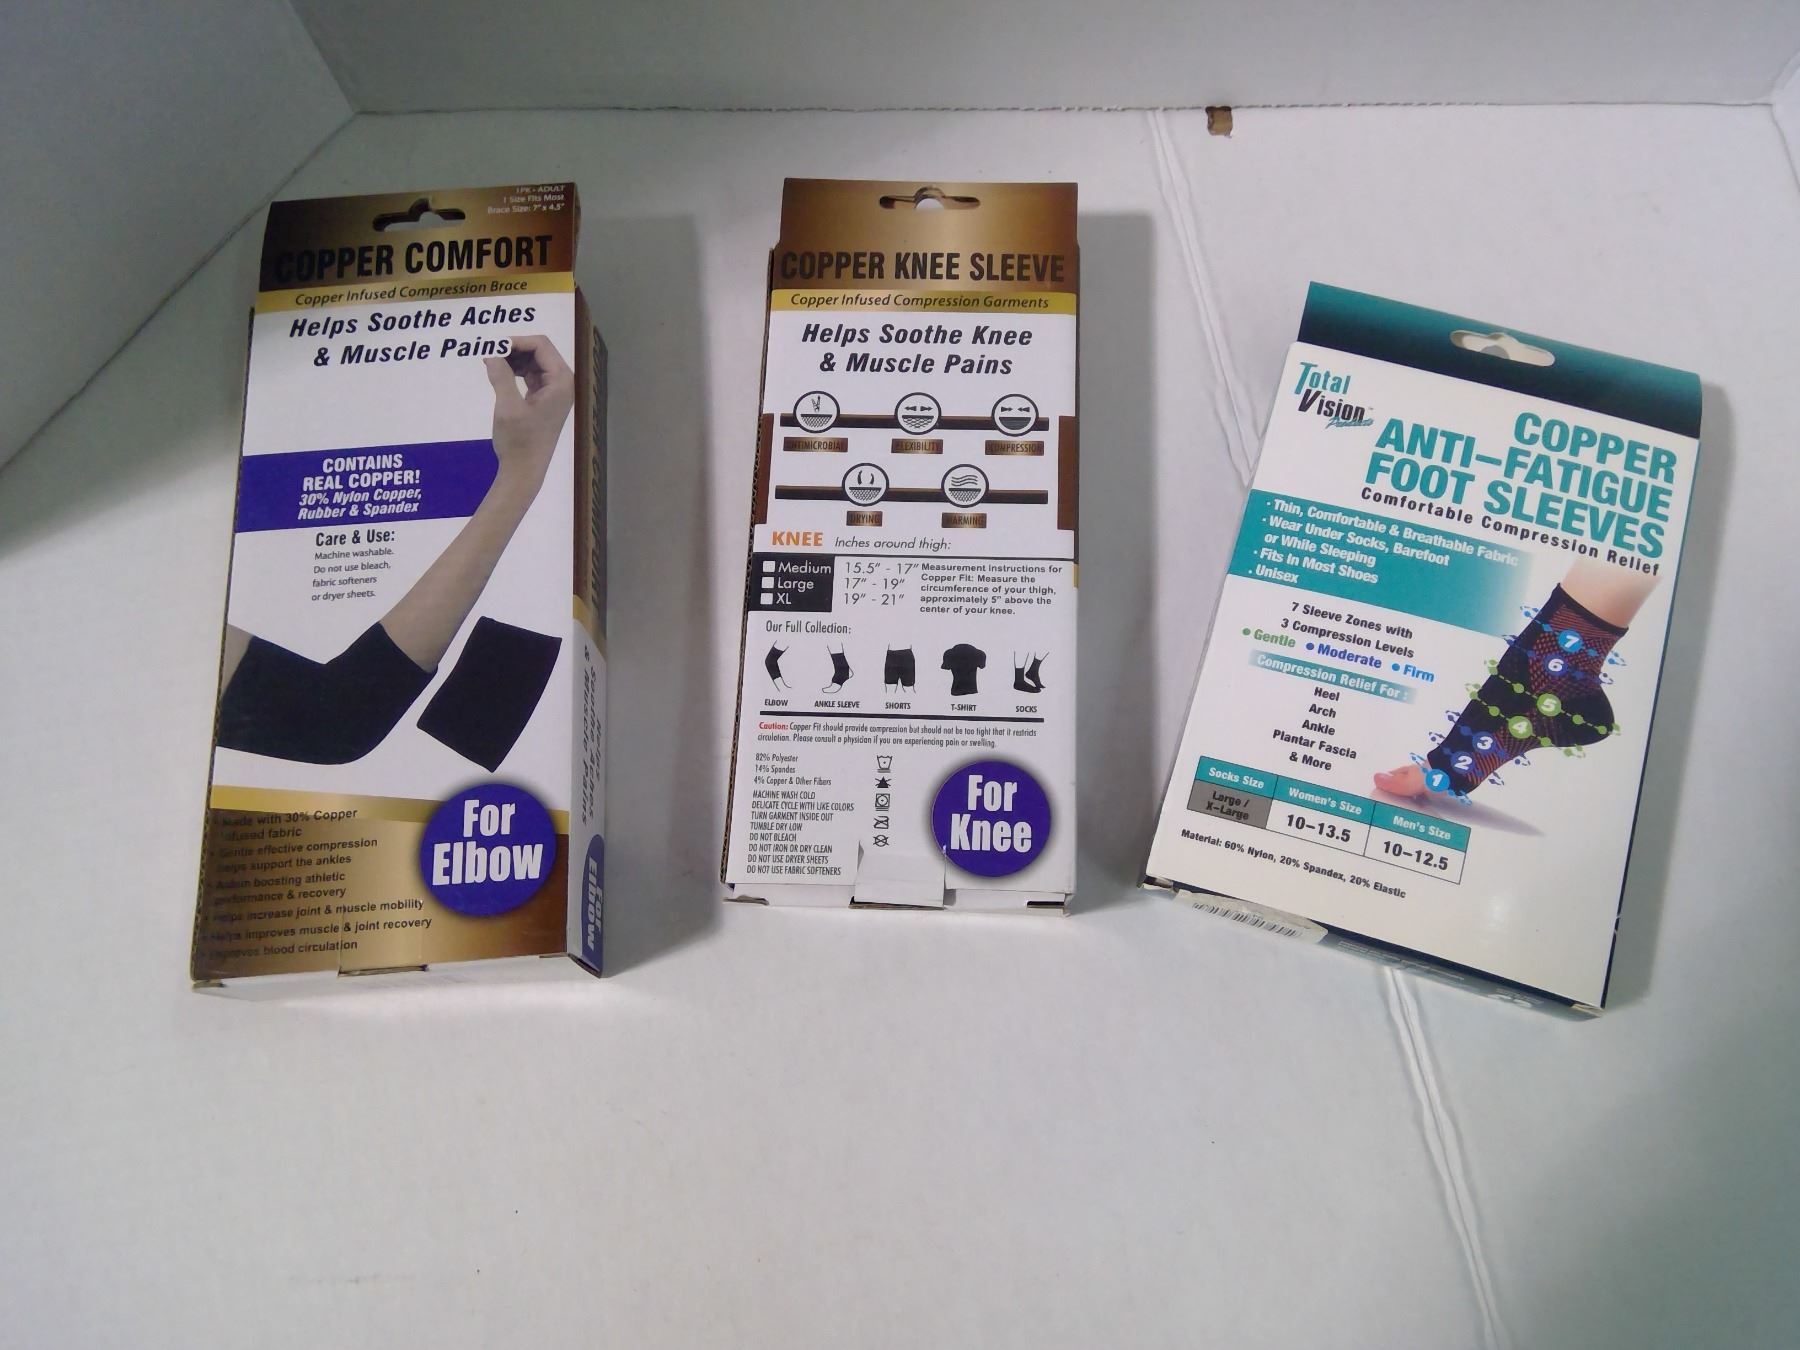 1PK - ADULT
1 Size Fits Most
Brace Size: 7" x 4.5"
COPPER COMFORT
Copper Infused Compression Brace
Helps Soothe Aches
& Muscle Pains
CONTAINS
REAL COPPER!
30% Nylon Copper,
Rubber & Spandex
Care & Use:
Machine washable.
Do not use bleach,
fabric softeners
or dryer sheets.
Made with 30% Copper
infused fabric
Gentle effective compression
helps support the ankles
boosting athletic
performance & recovery
Helps increase joint & muscle mobility
Helps improves muscle & joint recovery
Improves blood circulation
For
Elbow
For
Elbow
COPPER KNEE SLEEVE
Copper Infused Compression Garments
Helps Soothe Knee
& Muscle Pains
ANTIMICROBIAL
FLEXIBILITY
COMPRESSION
DRYING
WARMING
KNEE Inches around thigh:
Medium 15.5" - 17"
Large 17" - 19"
XL 19" - 21"
Measurement Instructions for
Copper Fit: Measure the
circumference of your thigh,
approximately 5" above the
center of your knee.
Our Full Collection:
ELBOW
ANKLE SLEEVE
SHORTS
T-SHIRT
SOCKS
Caution: Copper Fit should provide compression but should not be too tight that it restricts
circulation. Please consult a physician if you are experiencing pain or swelling.
82% Polyester
14% Spandex
4% Copper & Other Fibers
MACHINE WASH COLD
DELICATE CYCLE WITH LIKE COLORS
TURN GARMENT INSIDE OUT
TUMBLE DRY LOW
DO NOT BLEACH
DO NOT IRON OR DRY CLEAN
DO NOT USE DRYER SHEETS
DO NOT USE FABRIC SOFTENERS
For
Knee
Total
Vision™
Products
COPPER
ANTI-FATIGUE
FOOT SLEEVES
Comfortable Compression Relief
· Thin, Comfortable & Breathable Fabric
· Wear Under Socks, Barefoot
or While Sleeping
· Fits In Most Shoes
· Unisex
7 Sleeve Zones with
3 Compression Levels
● Gentle ● Moderate ● Firm
Compression Relief For :
Heel
Arch
Ankle
Plantar Fascia
& More
7
6
5
4
3
2
1
Socks Size Women's Size Men's Size
Large /
X-Large 10-13.5 10-12.5
Material: 60% Nylon, 20% Spandex, 20% Elastic